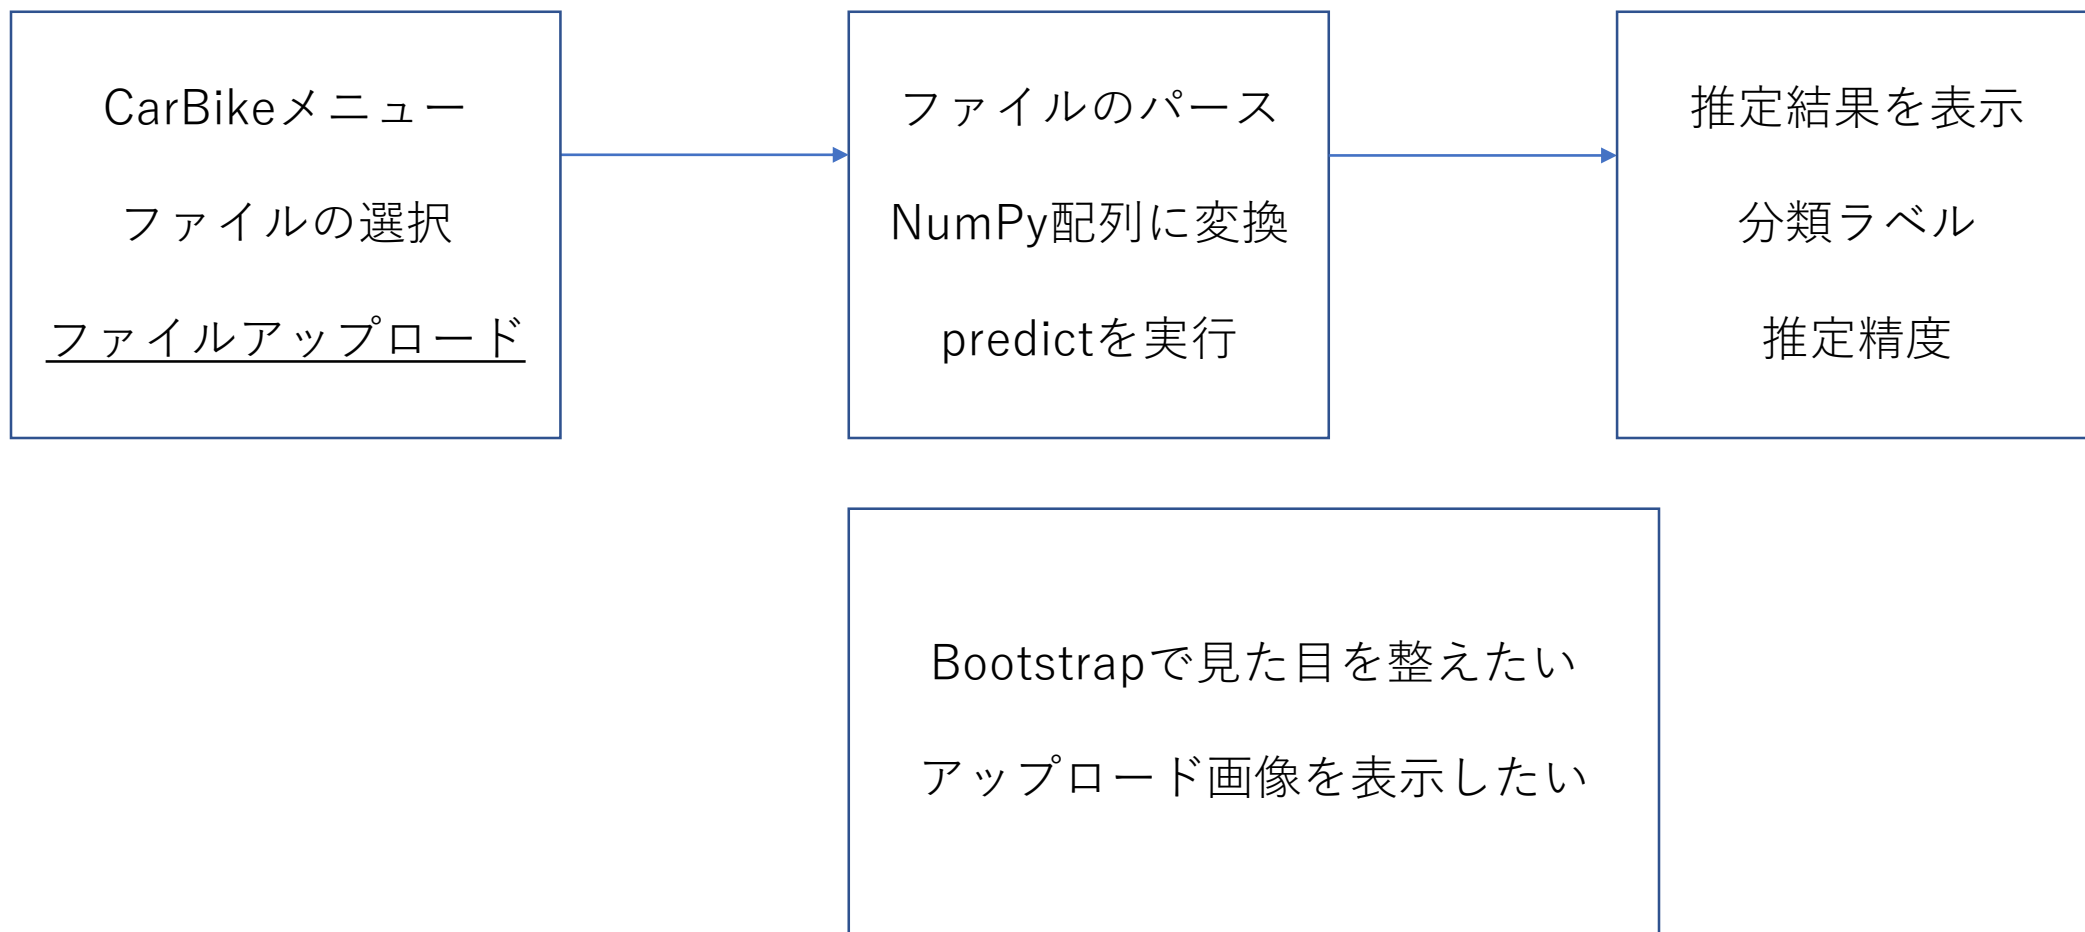 CarBikeメニュー
ファイルの選択
ファイルアップロード
ファイルのパース
NumPy配列に変換
predictを実行
推定結果を表示
分類ラベル
推定精度
Bootstrapで見た目を整えたい
アップロード画像を表示したい